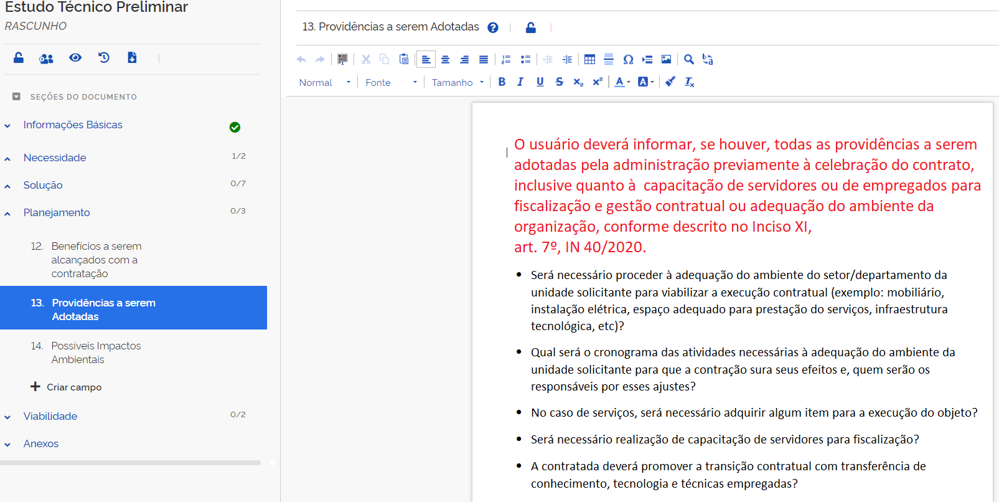 Estudo Técnico Preliminar
RASCUNHO
SEÇÕES DO DOCUMENTO
Informações Básicas
Necessidade 1/2
Solução 0/7
Planejamento 0/3
12. Benefícios a serem
alcançados com a
contratação
13. Providências a serem
Adotadas
14. Possíveis Impactos
Ambientais
Criar campo
Viabilidade 0/2
Anexos
13. Providências a serem Adotadas
Normal Fonte Tamanho
O usuário deverá informar, se houver, todas as providências a serem
adotadas pela administração previamente à celebração do contrato,
inclusive quanto à  capacitação de servidores ou de empregados para
fiscalização e gestão contratual ou adequação do ambiente da
organização, conforme descrito no Inciso XI,
art. 7º, IN 40/2020.
• Será necessário proceder à adequação do ambiente do setor/departamento da
unidade solicitante para viabilizar a execução contratual (exemplo: mobiliário,
instalação elétrica, espaço adequado para prestação do serviços, infraestrutura
tecnológica, etc)?
• Qual será o cronograma das atividades necessárias à adequação do ambiente da
unidade solicitante para que a contração sura seus efeitos e, quem serão os
responsáveis por esses ajustes?
• No caso de serviços, será necessário adquirir algum item para a execução do objeto?
• Será necessário realização de capacitação de servidores para fiscalização?
• A contratada deverá promover a transição contratual com transferência de
conhecimento, tecnologia e técnicas empregadas?